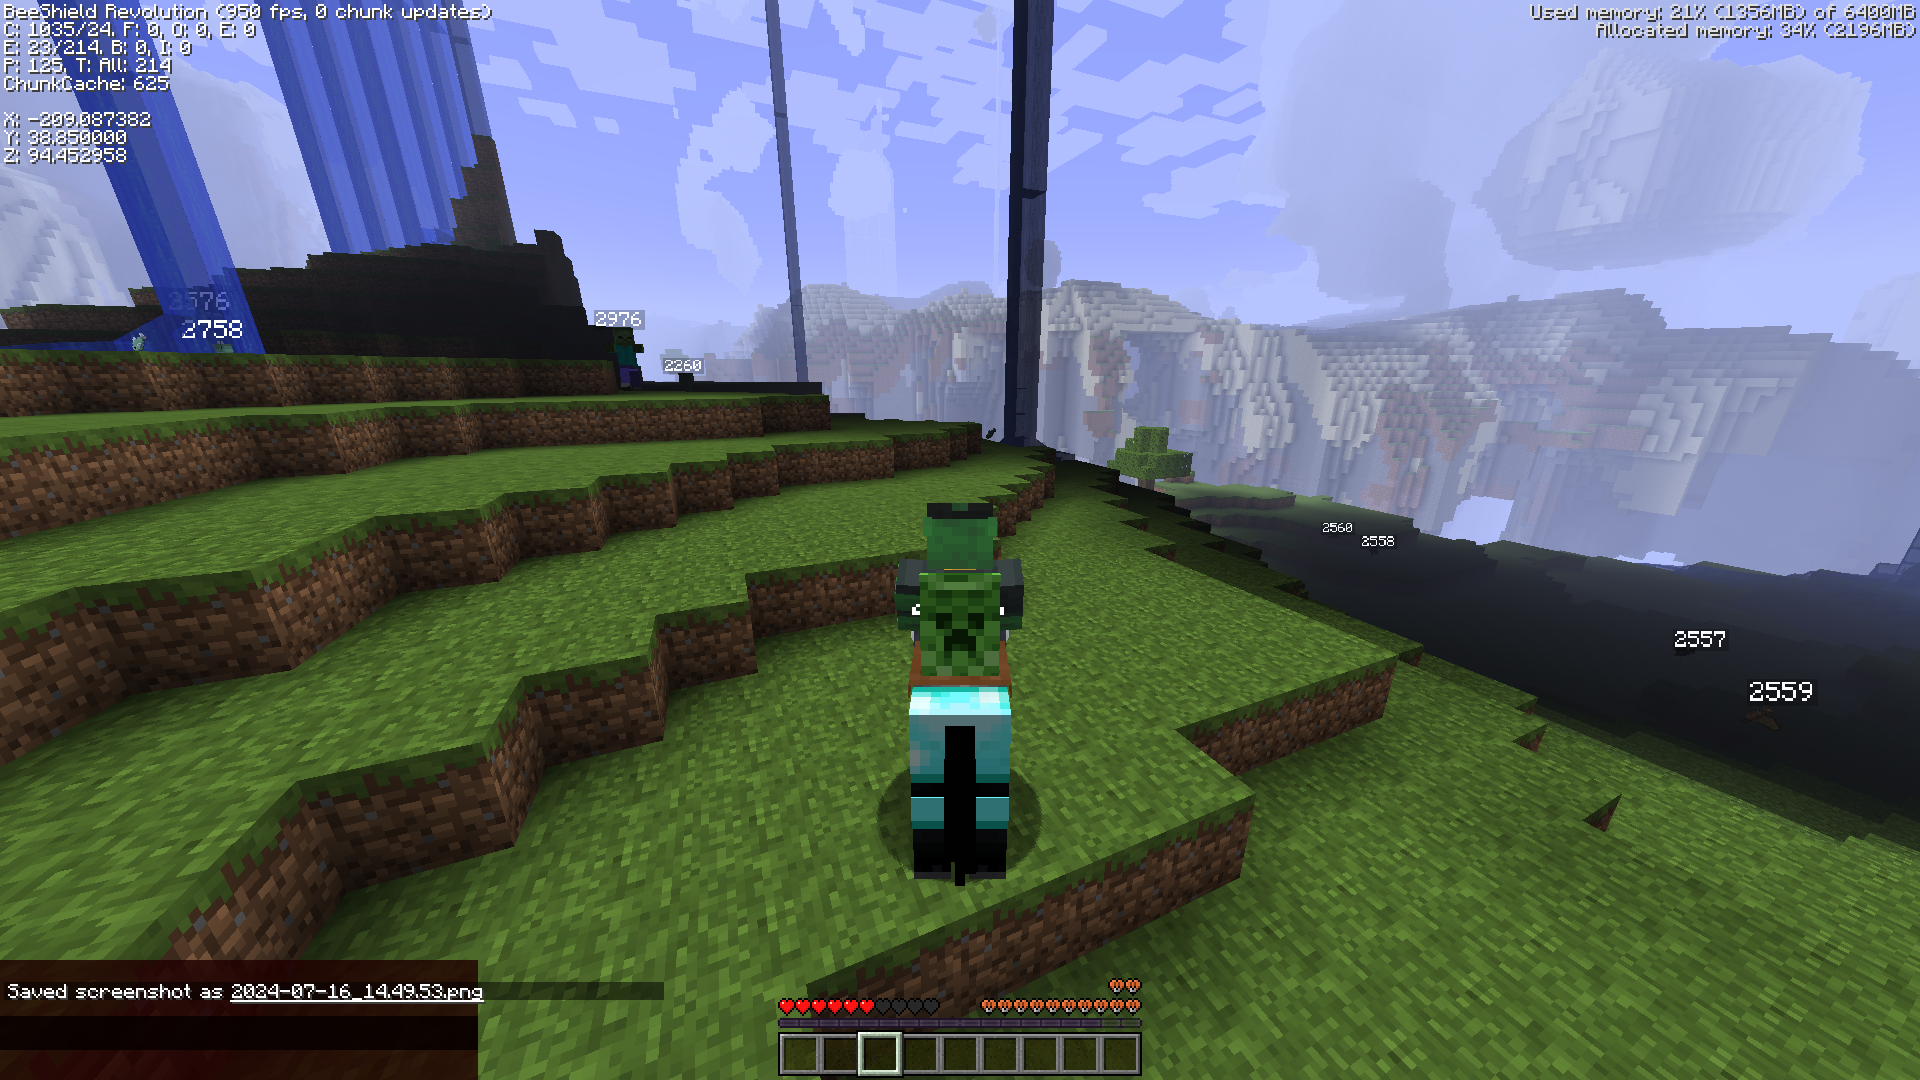 BeeShield Revolution (950 fps, 0 chunk updates)
C: 1035/24. F: 0, O: 0, E: 0
E: 23/214. B: 0, I: 0
P: 125. T: All: 214
ChunkCache: 625
X: -209.087382
Y: 38.850000
Z: 94.452958
Used memory: 21% (1356MB) of 6400MB
Allocated memory: 34% (2196MB)
3576
2758
2976
2260
2560
2558
2557
2559
Saved screenshot as 2024-07-16_14.49.53.png